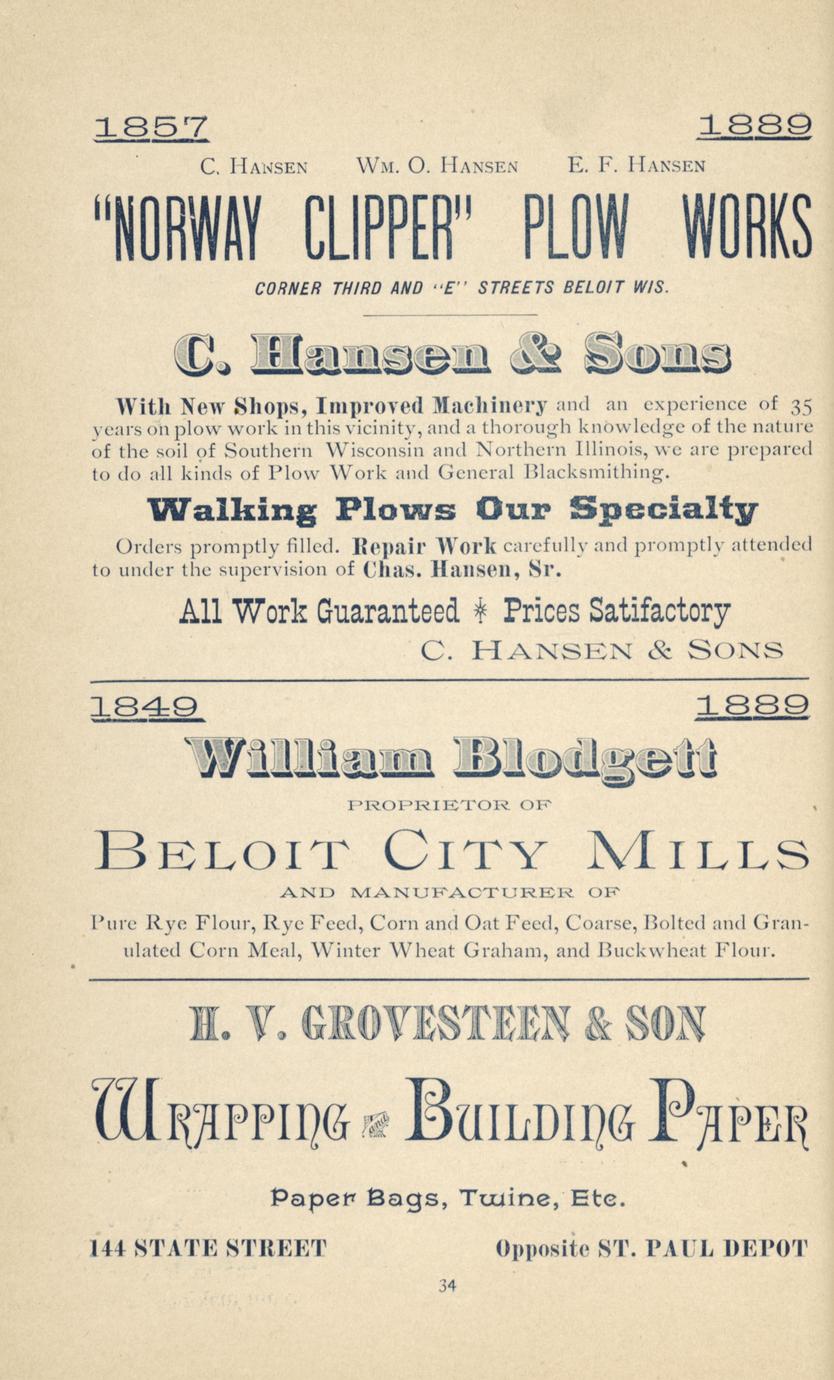 1857 1889
C. Hansen Wm. O. Hansen E. F. Hansen
"NORWAY CLIPPER" PLOW WORKS
CORNER THIRD AND "E" STREETS BELOIT WIS.
C. Hansen & Sons
With New Shops, Improved Machinery and an experience of 35
years on plow work in this vicinity, and a thorough knowledge of the nature
of the soil of Southern Wisconsin and Northern Illinois, we are prepared
to do all kinds of Plow Work and General Blacksmithing.
Walking Plows Our Specialty
Orders promptly filled. Repair Work carefully and promptly attended
to under the supervision of Chas. Hansen, Sr.
All Work Guaranteed * Prices Satifactory
C. HANSEN & SONS
1849 1889
William Blodgett
PROPRIETOR OF
BELOIT CITY MILLS
AND MANUFACTURER OF
Pure Rye Flour, Rye Feed, Corn and Oat Feed, Coarse, Bolted and Gran-
ulated Corn Meal, Winter Wheat Graham, and Buckwheat Flour.
H. V. GROVESTEEN & SON
WRAPPING BUILDING PAPER
Paper Bags, Twine, Etc.
144 STATE STREET Opposite ST. PAUL DEPOT
34